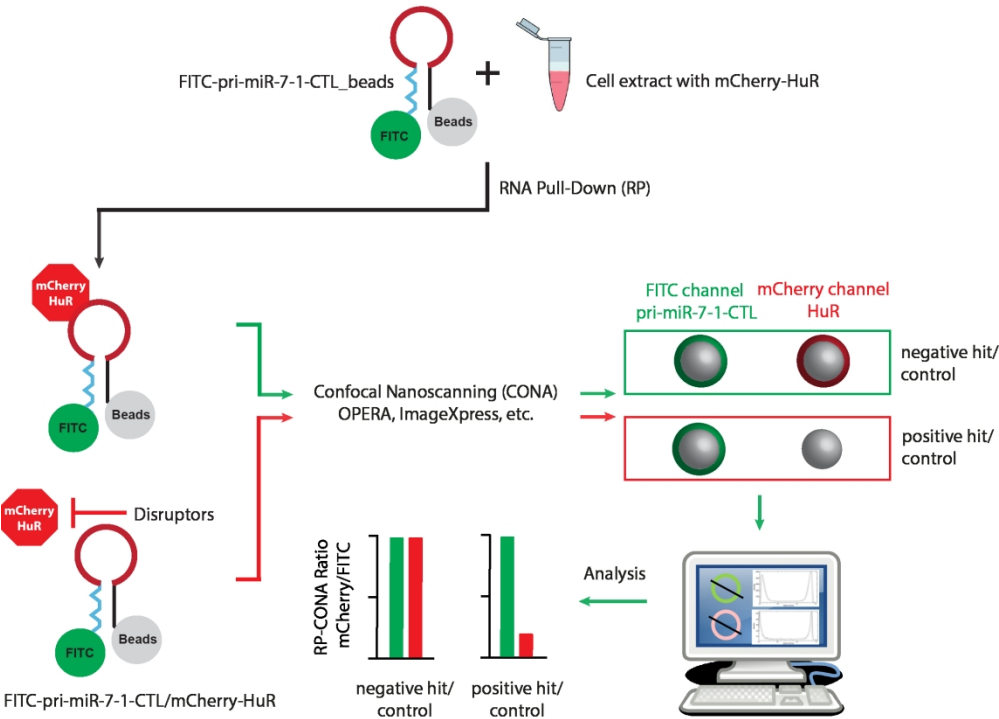 FITC-pri-miR-7-1-CTL_beads
FITC
Beads
+
Cell extract with mCherry-HuR
RNA Pull-Down (RP)
mCherry
HuR
FITC
Beads
Confocal Nanoscanning (CONA)
OPERA, ImageXpress, etc.
FITC channel
pri-miR-7-1-CTL
mCherry channel
HuR
negative hit/
control
positive hit/
control
mCherry
HuR
Disruptors
FITC
Beads
FITC-pri-miR-7-1-CTL/mCherry-HuR
RP-CONA Ratio
mCherry/FITC
negative hit/
control
positive hit/
control
Analysis